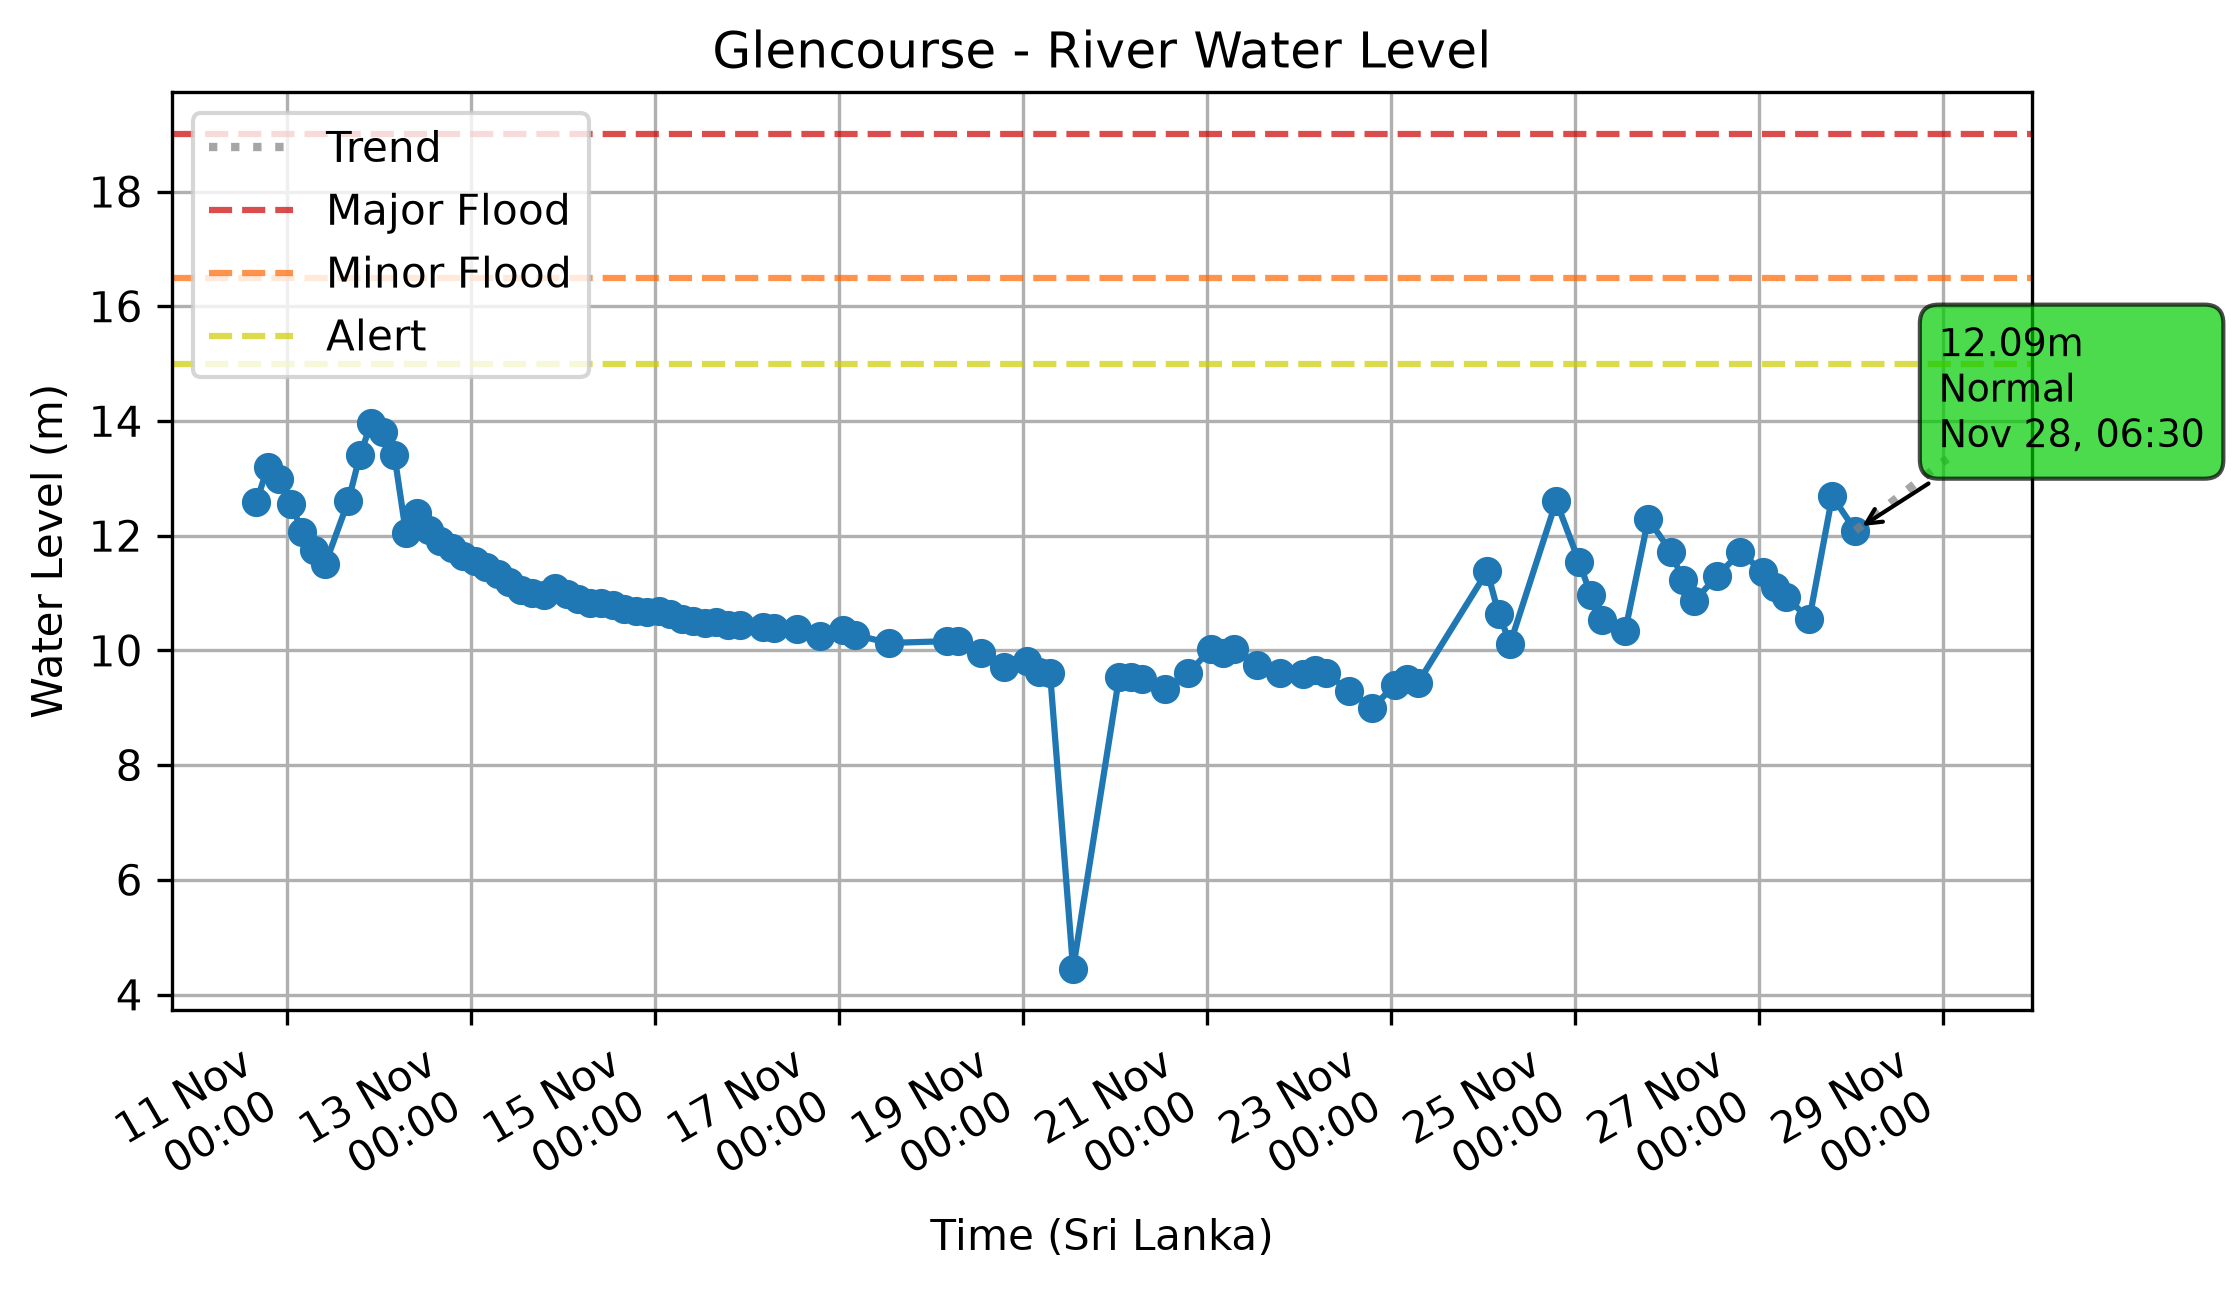 Glencourse - River Water Level
Trend
Major Flood
Minor Flood
Alert
12.09m
Normal
Nov 28, 06:30
Water Level (m)
18
16
14
12
10
8
6
4
11 Nov
00:00
13 Nov
00:00
15 Nov
00:00
17 Nov
00:00
19 Nov
00:00
21 Nov
00:00
23 Nov
00:00
25 Nov
00:00
27 Nov
00:00
29 Nov
00:00
Time (Sri Lanka)